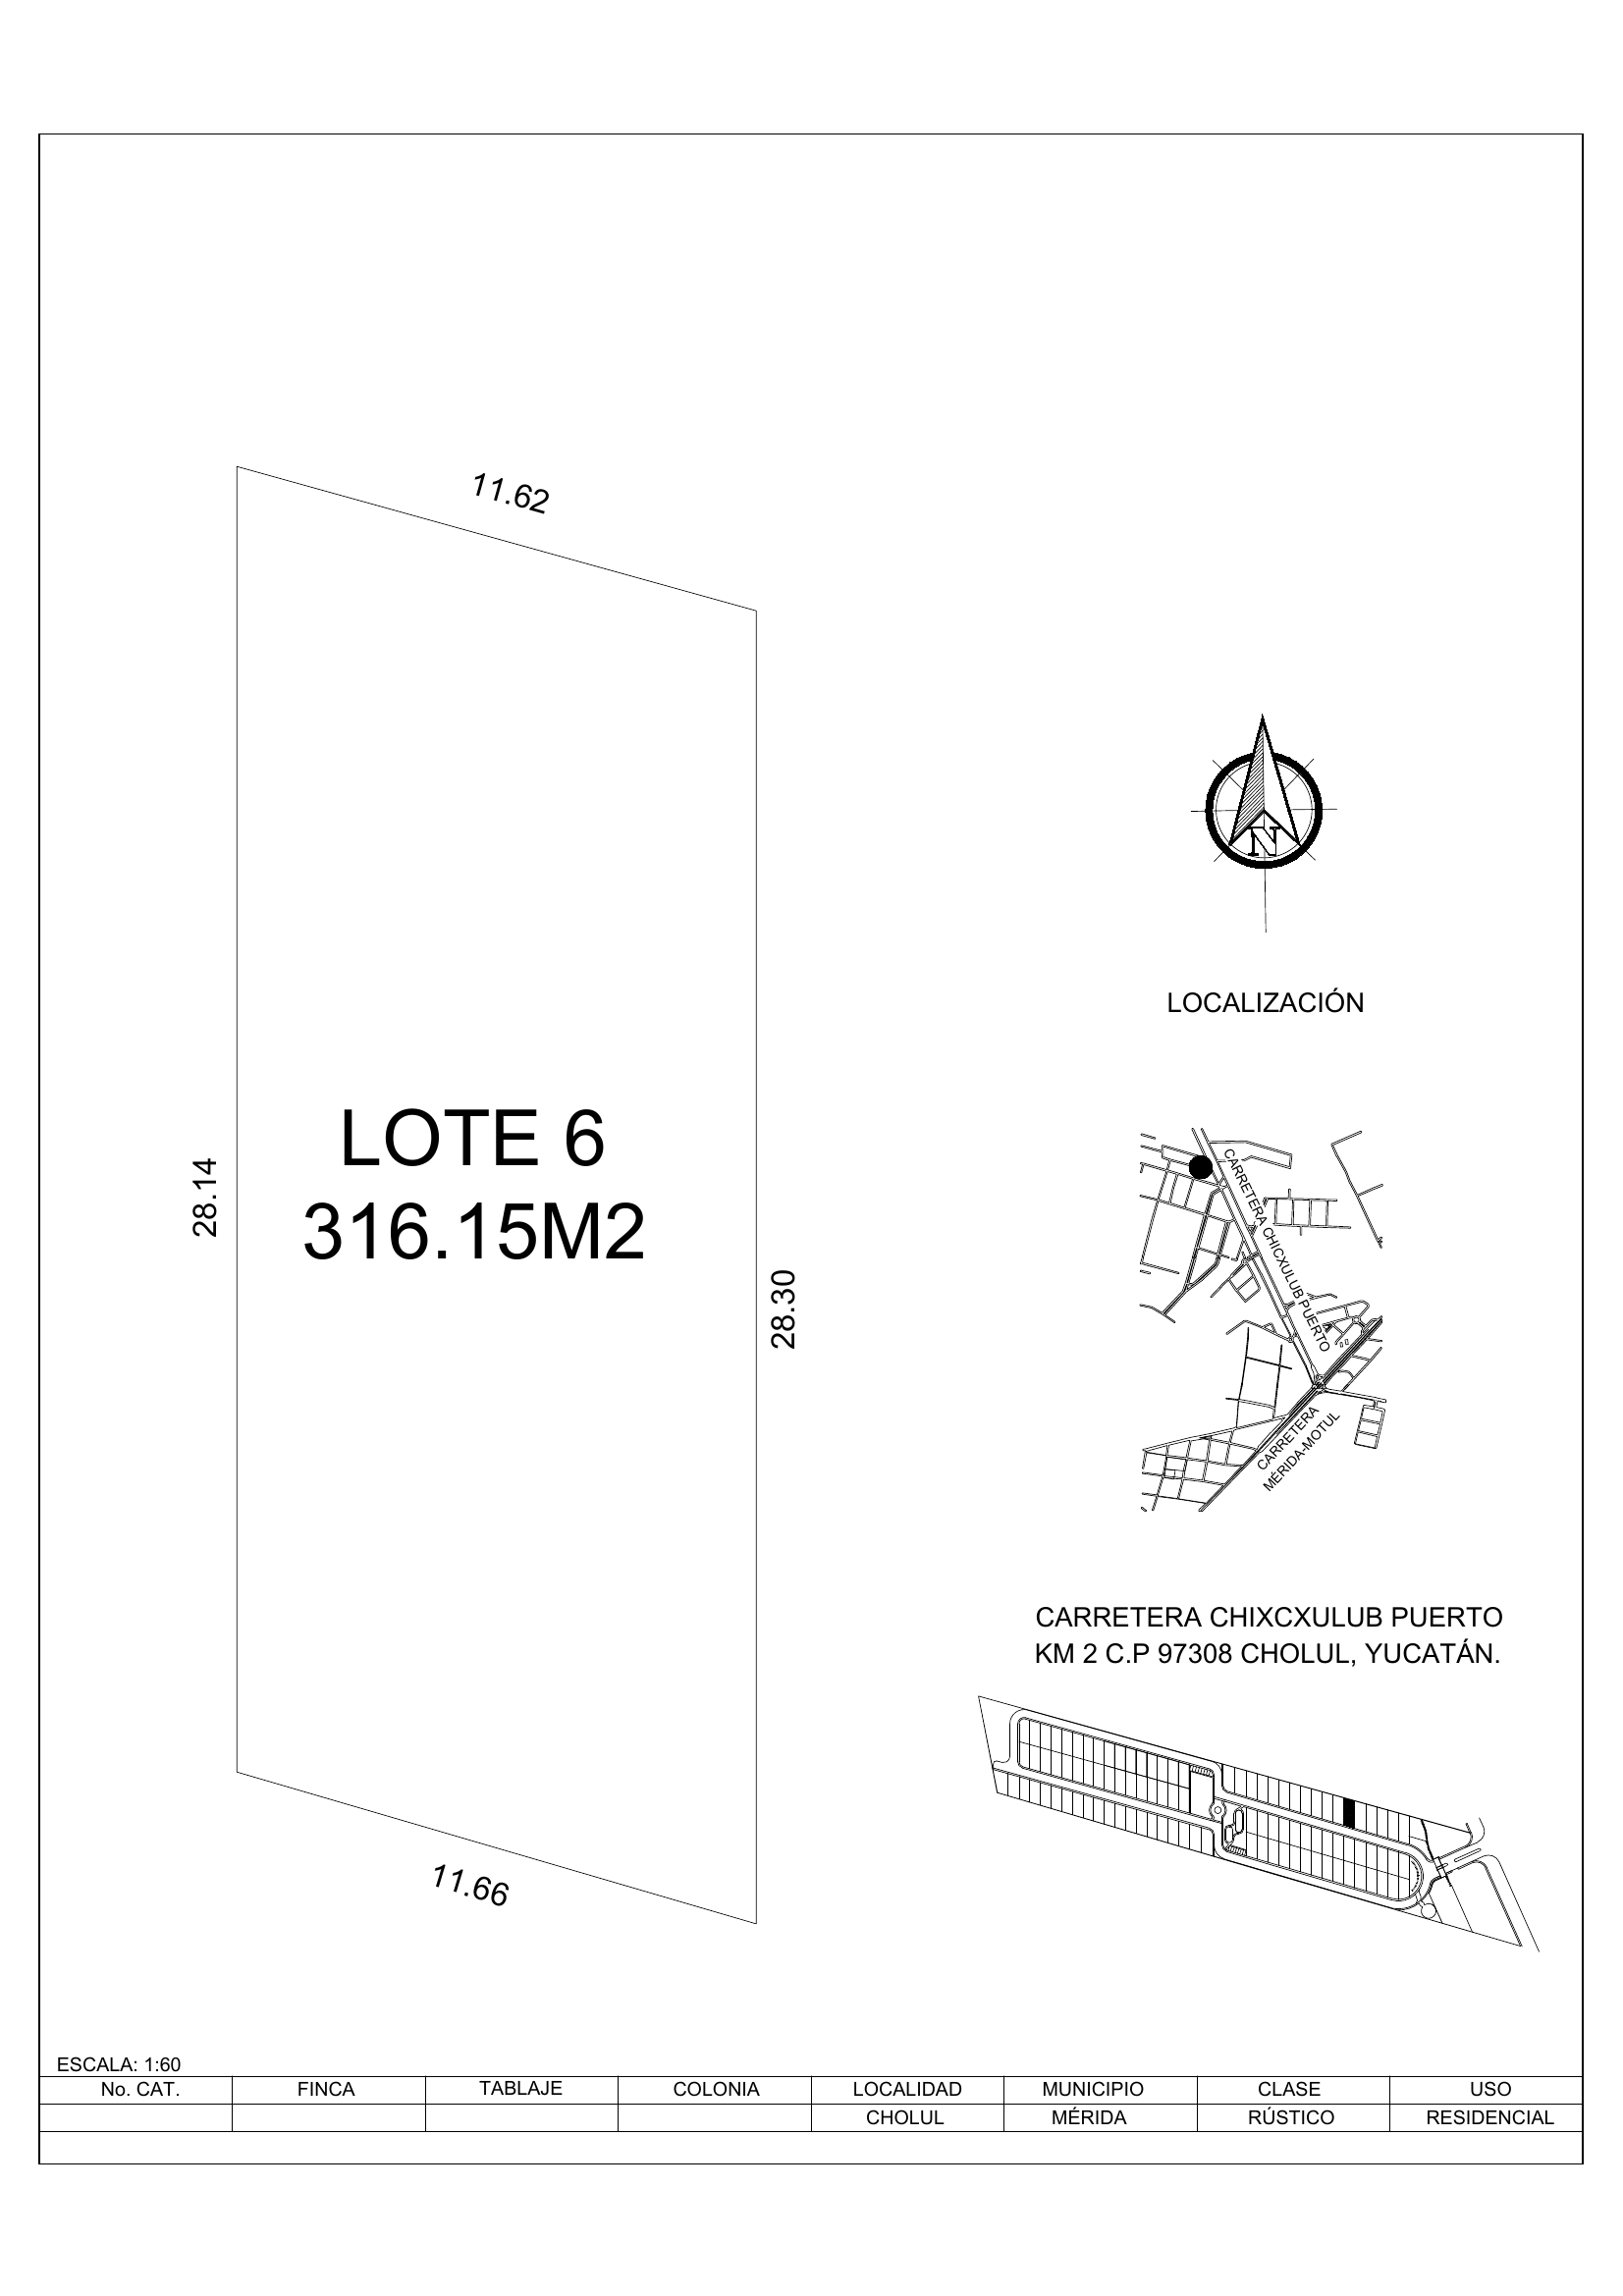 11.62
N
LOCALIZACIÓN
LOTE 6
316.15M2
28.14
28.30
CARRETERA CHICXULUB PUERTO
CARRETERA
MÉRIDA-MOTUL
CARRETERA CHIXCXULUB PUERTO
KM 2 C.P 97308 CHOLUL, YUCATÁN.
11.66
ESCALA: 1:60
No. CAT. FINCA TABLAJE COLONIA LOCALIDAD MUNICIPIO CLASE USO
CHOLUL MÉRIDA RÚSTICO RESIDENCIAL